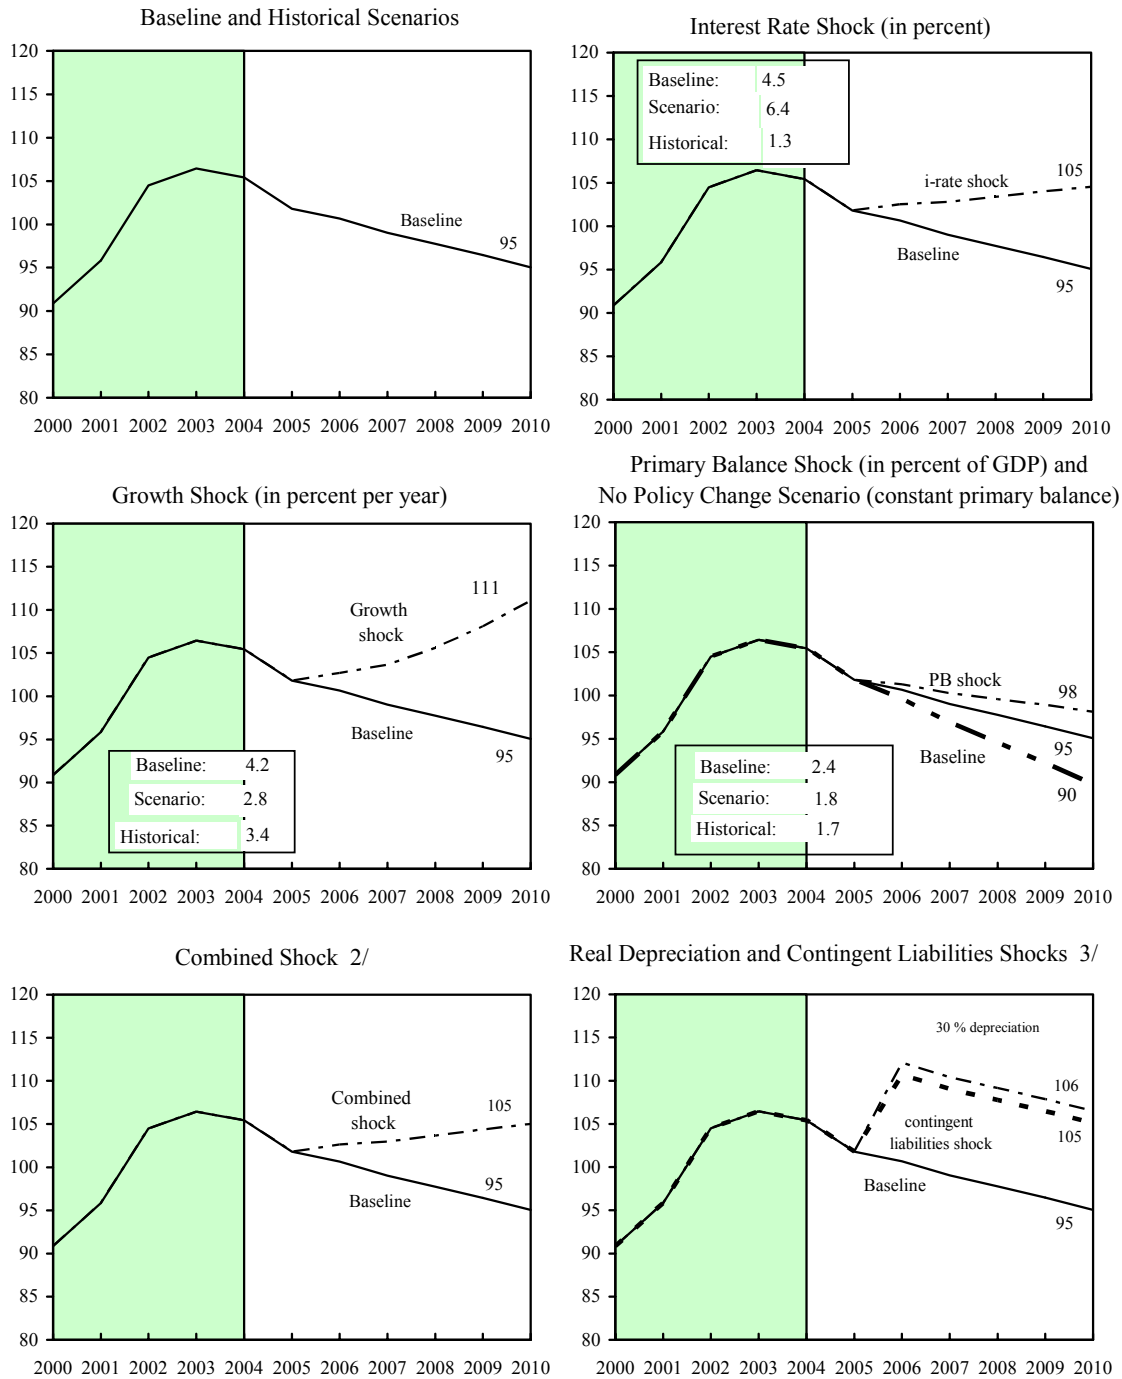 Baseline and Historical Scenarios
120
115
110
105
100
95
90
85
80
Baseline
95
2000 2001 2002 2003 2004 2005 2006 2007 2008 2009 2010
Interest Rate Shock (in percent)
120
115
110
105
100
95
90
85
80
Baseline: 4.5
Scenario: 6.4
Historical: 1.3
105
i-rate shock
Baseline
95
2000 2001 2002 2003 2004 2005 2006 2007 2008 2009 2010
Growth Shock (in percent per year)
120
115
110
105
100
95
90
85
80
111
Growth
shock
Baseline
95
Baseline: 4.2
Scenario: 2.8
Historical: 3.4
2000 2001 2002 2003 2004 2005 2006 2007 2008 2009 2010
Primary Balance Shock (in percent of GDP) and
No Policy Change Scenario (constant primary balance)
120
115
110
105
100
95
90
85
80
PB shock
98
95
Baseline
90
Baseline: 2.4
Scenario: 1.8
Historical: 1.7
2000 2001 2002 2003 2004 2005 2006 2007 2008 2009 2010
Combined Shock 2/
120
115
110
105
100
95
90
85
80
Combined
shock
105
95
Baseline
2000 2001 2002 2003 2004 2005 2006 2007 2008 2009 2010
Real Depreciation and Contingent Liabilities Shocks 3/
120
115
110
105
100
95
90
85
80
30 % depreciation
106
contingent
liabilities shock
105
Baseline
95
2000 2001 2002 2003 2004 2005 2006 2007 2008 2009 2010